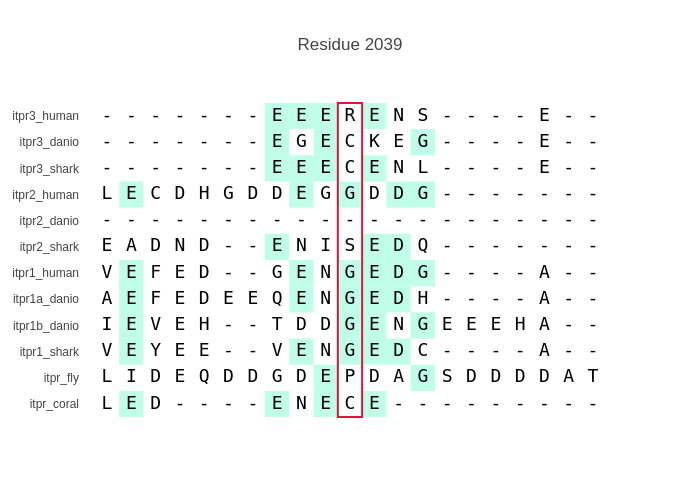 Residue 2039
itpr3_human - - - - - - - E E E R E N S - - - - E - -
itpr3_danio - - - - - - - E G E C K E G - - - - E - -
itpr3_shark - - - - - - - E E E C E N L - - - - E - -
itpr2_human L E C D H G D D E G G D D G - - - - - - -
itpr2_danio - - - - - - - - - - - - - - - - - - - - -
itpr2_shark E A D N D - - E N I S E D Q - - - - - - -
itpr1_human V E F E D - - G E N G E D G - - - - A - -
itpr1a_danio A E F E D E E Q E N G E D H - - - - A - -
itpr1b_danio I E V E H - - T D D G E N G E E E H A - -
itpr1_shark V E Y E E - - V E N G E D C - - - - A - -
itpr_fly L I D E Q D D G D E P D A G S D D D D A T
itpr_coral L E D - - - - E N E C E - - - - - - - - -